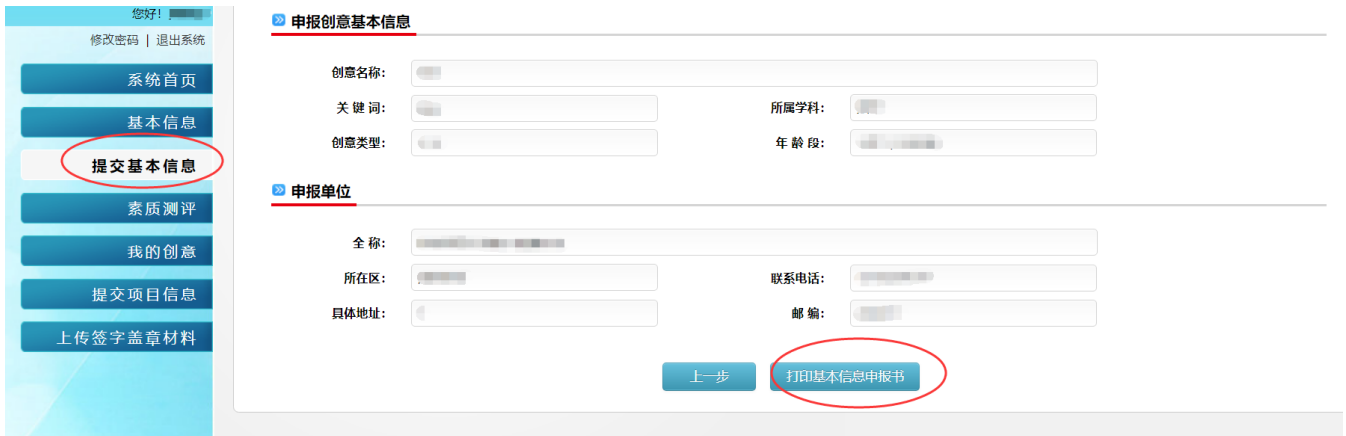 您好！
修改密码 | 退出系统
系统首页
基本信息
提交基本信息
素质测评
我的创意
提交项目信息
上传签字盖章材料
申报创意基本信息
创意名称：
关 键 词：
所属学科：
创意类型：
年 龄 段：
申报单位
全 称：
所在区：
联系电话：
具体地址：
邮 编：
上一步
打印基本信息申报书